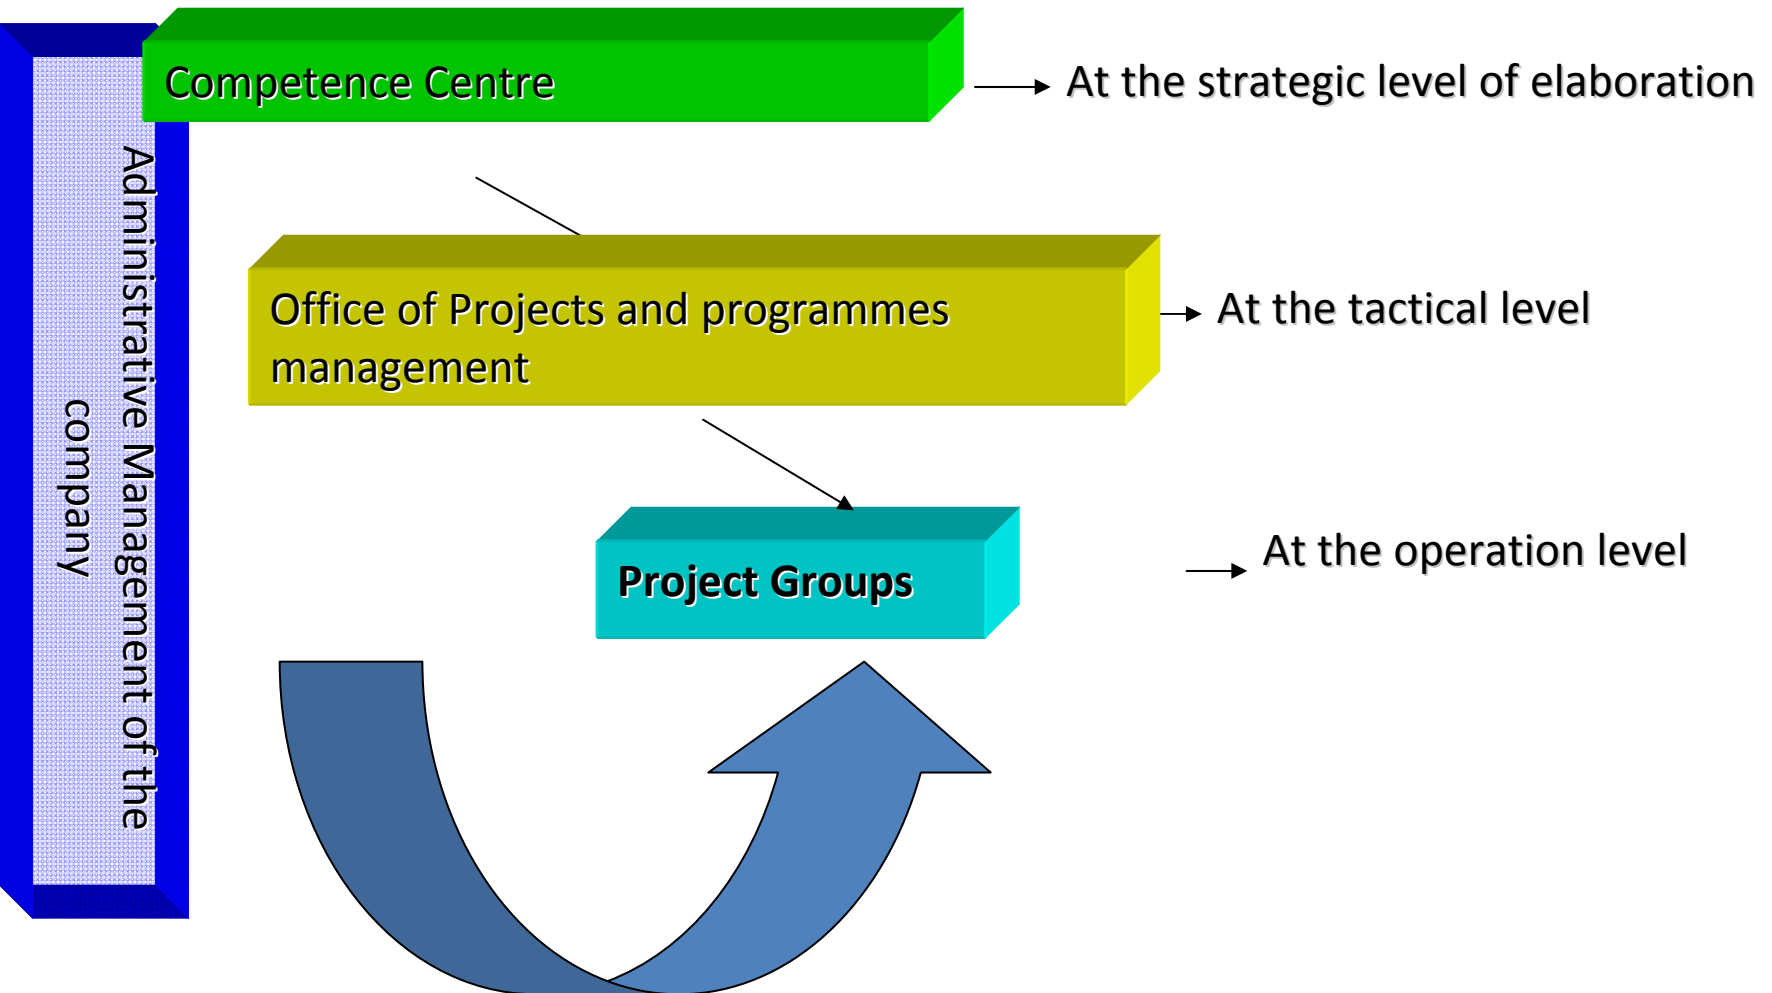 Competence Centre
At the strategic level of elaboration
Administrative Management of the
company
Office of Projects and programmes
management
At the tactical level
Project Groups
At the operation level